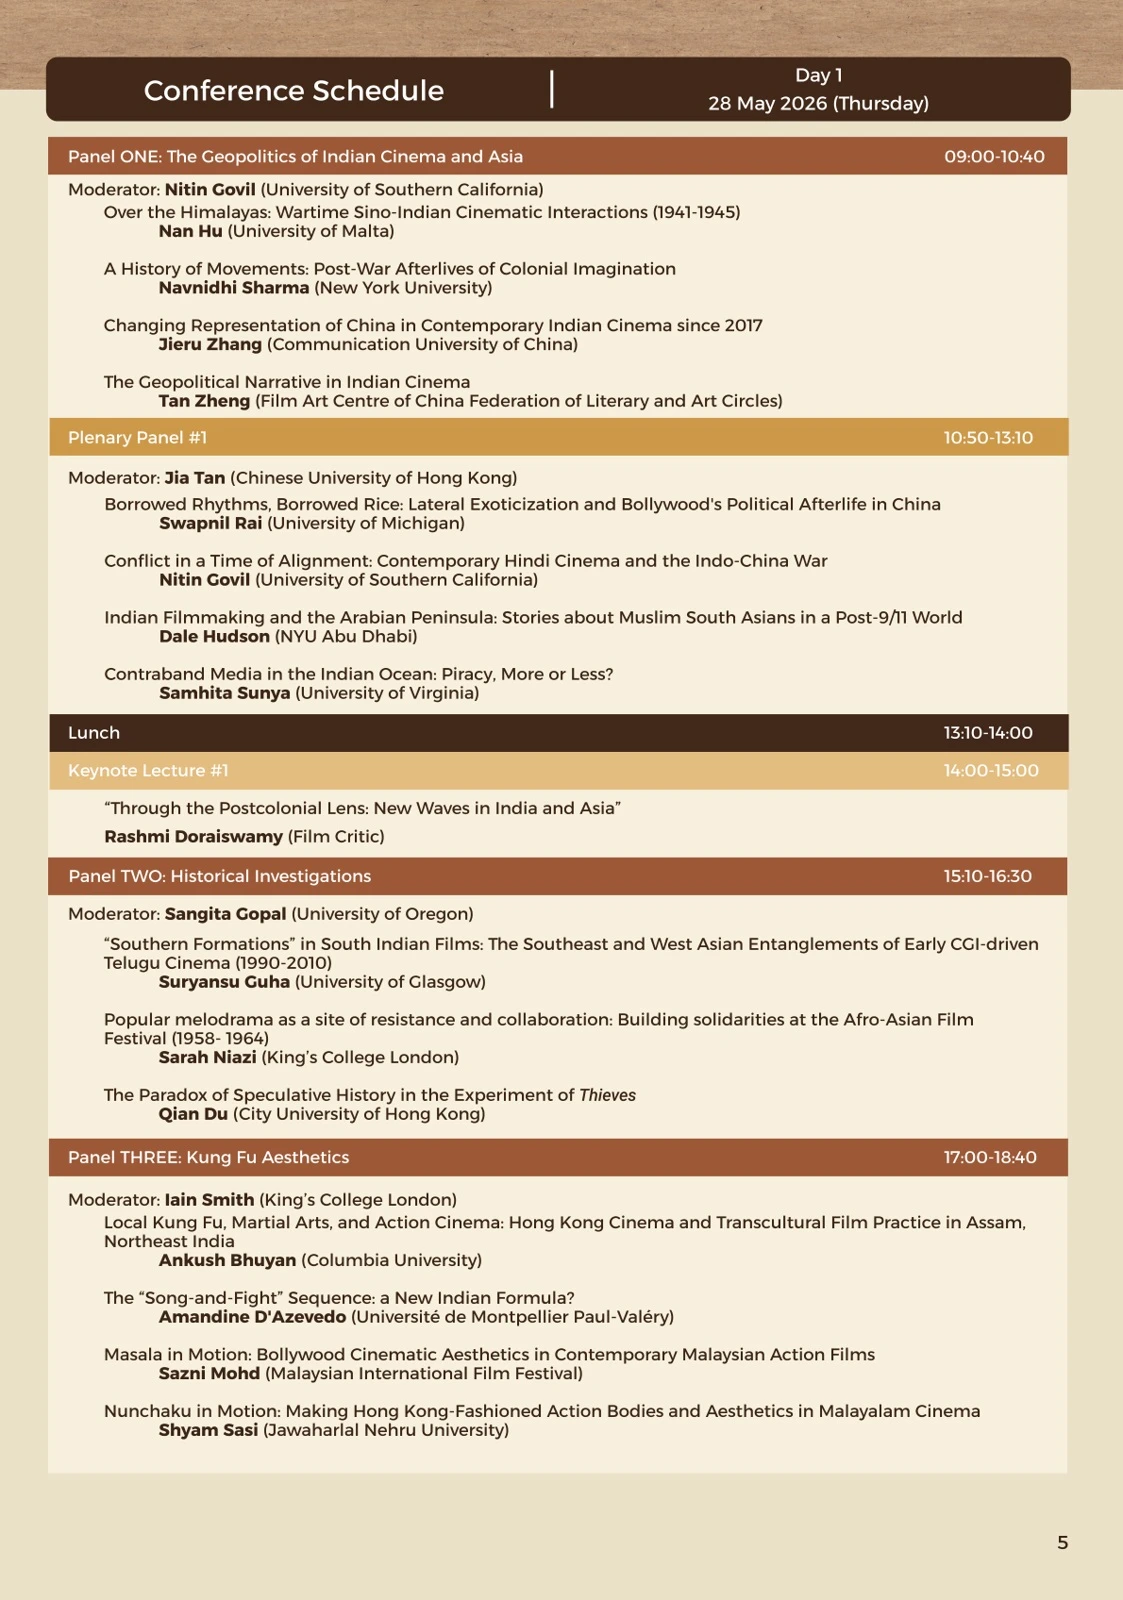 Conference Schedule
Day 1
28 May 2026 (Thursday)
Panel ONE: The Geopolitics of Indian Cinema and Asia 09:00-10:40
Moderator: Nitin Govil (University of Southern California)
Over the Himalayas: Wartime Sino-Indian Cinematic Interactions (1941-1945)
Nan Hu (University of Malta)
A History of Movements: Post-War Afterlives of Colonial Imagination
Navnidhi Sharma (New York University)
Changing Representation of China in Contemporary Indian Cinema since 2017
Jieru Zhang (Communication University of China)
The Geopolitical Narrative in Indian Cinema
Tan Zheng (Film Art Centre of China Federation of Literary and Art Circles)
Plenary Panel #1 10:50-13:10
Moderator: Jia Tan (Chinese University of Hong Kong)
Borrowed Rhythms, Borrowed Rice: Lateral Exoticization and Bollywood's Political Afterlife in China
Swapnil Rai (University of Michigan)
Conflict in a Time of Alignment: Contemporary Hindi Cinema and the Indo-China War
Nitin Govil (University of Southern California)
Indian Filmmaking and the Arabian Peninsula: Stories about Muslim South Asians in a Post-9/11 World
Dale Hudson (NYU Abu Dhabi)
Contraband Media in the Indian Ocean: Piracy, More or Less?
Samhita Sunya (University of Virginia)
Lunch 13:10-14:00
Keynote Lecture #1 14:00-15:00
“Through the Postcolonial Lens: New Waves in India and Asia”
Rashmi Doraiswamy (Film Critic)
Panel TWO: Historical Investigations 15:10-16:30
Moderator: Sangita Gopal (University of Oregon)
“Southern Formations” in South Indian Films: The Southeast and West Asian Entanglements of Early CGI-driven
Telugu Cinema (1990-2010)
Suryansu Guha (University of Glasgow)
Popular melodrama as a site of resistance and collaboration: Building solidarities at the Afro-Asian Film
Festival (1958- 1964)
Sarah Niazi (King’s College London)
The Paradox of Speculative History in the Experiment of Thieves
Qian Du (City University of Hong Kong)
Panel THREE: Kung Fu Aesthetics 17:00-18:40
Moderator: Iain Smith (King’s College London)
Local Kung Fu, Martial Arts, and Action Cinema: Hong Kong Cinema and Transcultural Film Practice in Assam,
Northeast India
Ankush Bhuyan (Columbia University)
The “Song-and-Fight” Sequence: a New Indian Formula?
Amandine D'Azevedo (Université de Montpellier Paul-Valéry)
Masala in Motion: Bollywood Cinematic Aesthetics in Contemporary Malaysian Action Films
Sazni Mohd (Malaysian International Film Festival)
Nunchaku in Motion: Making Hong Kong-Fashioned Action Bodies and Aesthetics in Malayalam Cinema
Shyam Sasi (Jawaharlal Nehru University)
5